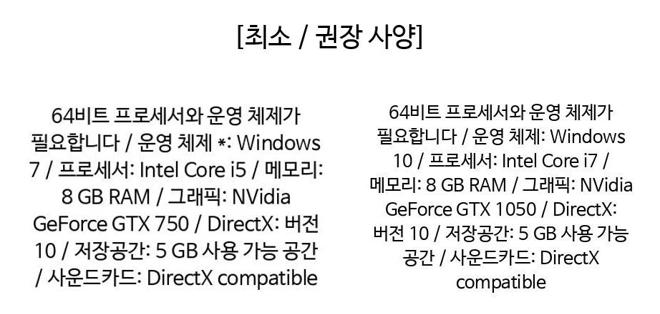 [최소 / 권장 사양]
64비트 프로세서와 운영 체제가
필요합니다 / 운영 체제 *: Windows
7 / 프로세서: Intel Core i5 / 메모리:
8 GB RAM / 그래픽: NVidia
GeForce GTX 750 / DirectX: 버전
10 / 저장공간: 5 GB 사용 가능 공간
/ 사운드카드: DirectX compatible
64비트 프로세서와 운영 체제가
필요합니다 / 운영 체제: Windows
10 / 프로세서: Intel Core i7 /
메모리: 8 GB RAM / 그래픽: NVidia
GeForce GTX 1050 / DirectX:
버전 10 / 저장공간: 5 GB 사용 가능
공간 / 사운드카드: DirectX
compatible